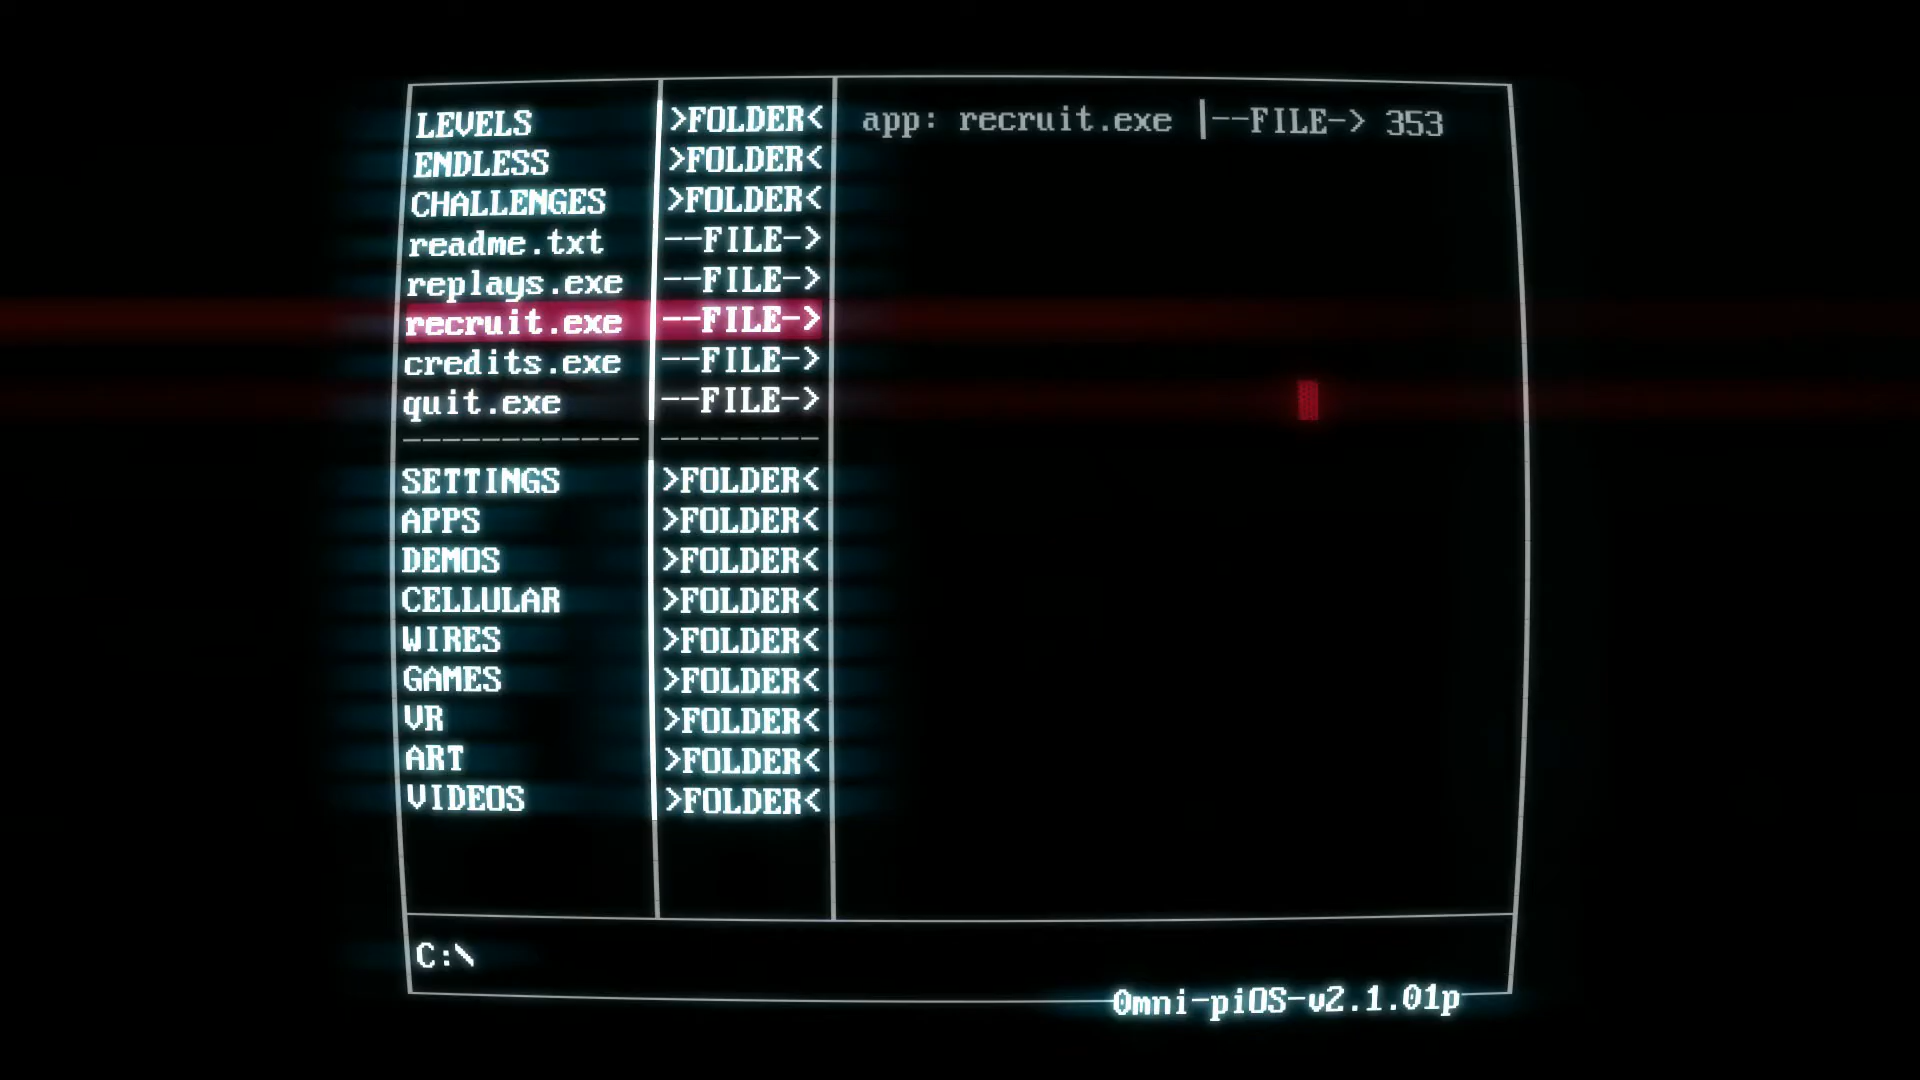 LEVELS >FOLDER< app: recruit.exe |--FILE-> 353
ENDLESS >FOLDER<
CHALLENGES >FOLDER<
readme.txt --FILE->
replays.exe --FILE->
recruit.exe --FILE->
credits.exe --FILE->
quit.exe --FILE->
------------ --------
SETTINGS >FOLDER<
APPS >FOLDER<
DEMOS >FOLDER<
CELLULAR >FOLDER<
WIRES >FOLDER<
GAMES >FOLDER<
VR >FOLDER<
ART >FOLDER<
VIDEOS >FOLDER<
C:\
0mni-piOS-v2.1.01p